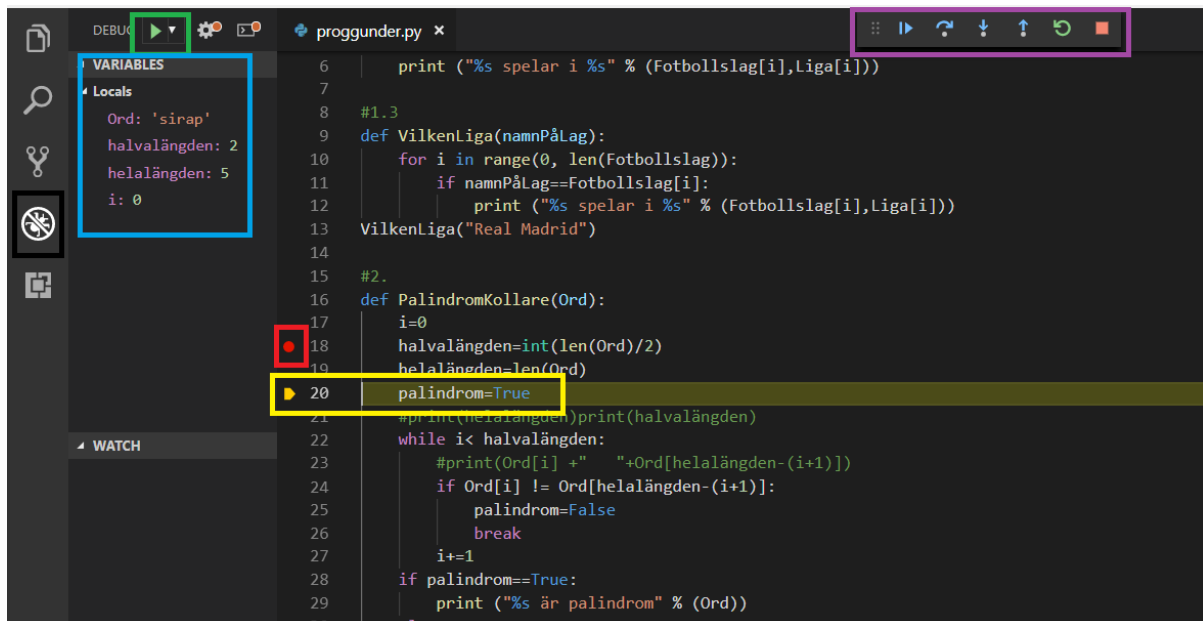 DEBU
proggunder.py ×
VARIABLES
Locals
Ord: 'sirap'
halvalängden: 2
helalängden: 5
i: 0
WATCH
6 print ("%s spelar i %s" % (Fotbollslag[i],Liga[i]))
7
8 #1.3
9 def VilkenLiga(namnPåLag):
10 for i in range(0, len(Fotbollslag)):
11 if namnPåLag==Fotbollslag[i]:
12 print ("%s spelar i %s" % (Fotbollslag[i],Liga[i]))
13 VilkenLiga("Real Madrid")
14
15 #2.
16 def PalindromKollare(Ord):
17 i=0
18 halvalängden=int(len(Ord)/2)
19 helalängden=len(Ord)
20 palindrom=True
21 #print(helalängden)print(halvalängden)
22 while i< halvalängden:
23 #print(Ord[i] +"   "+Ord[helalängden-(i+1)])
24 if Ord[i] != Ord[helalängden-(i+1)]:
25 palindrom=False
26 break
27 i+=1
28 if palindrom==True:
29 print ("%s är palindrom" % (Ord))